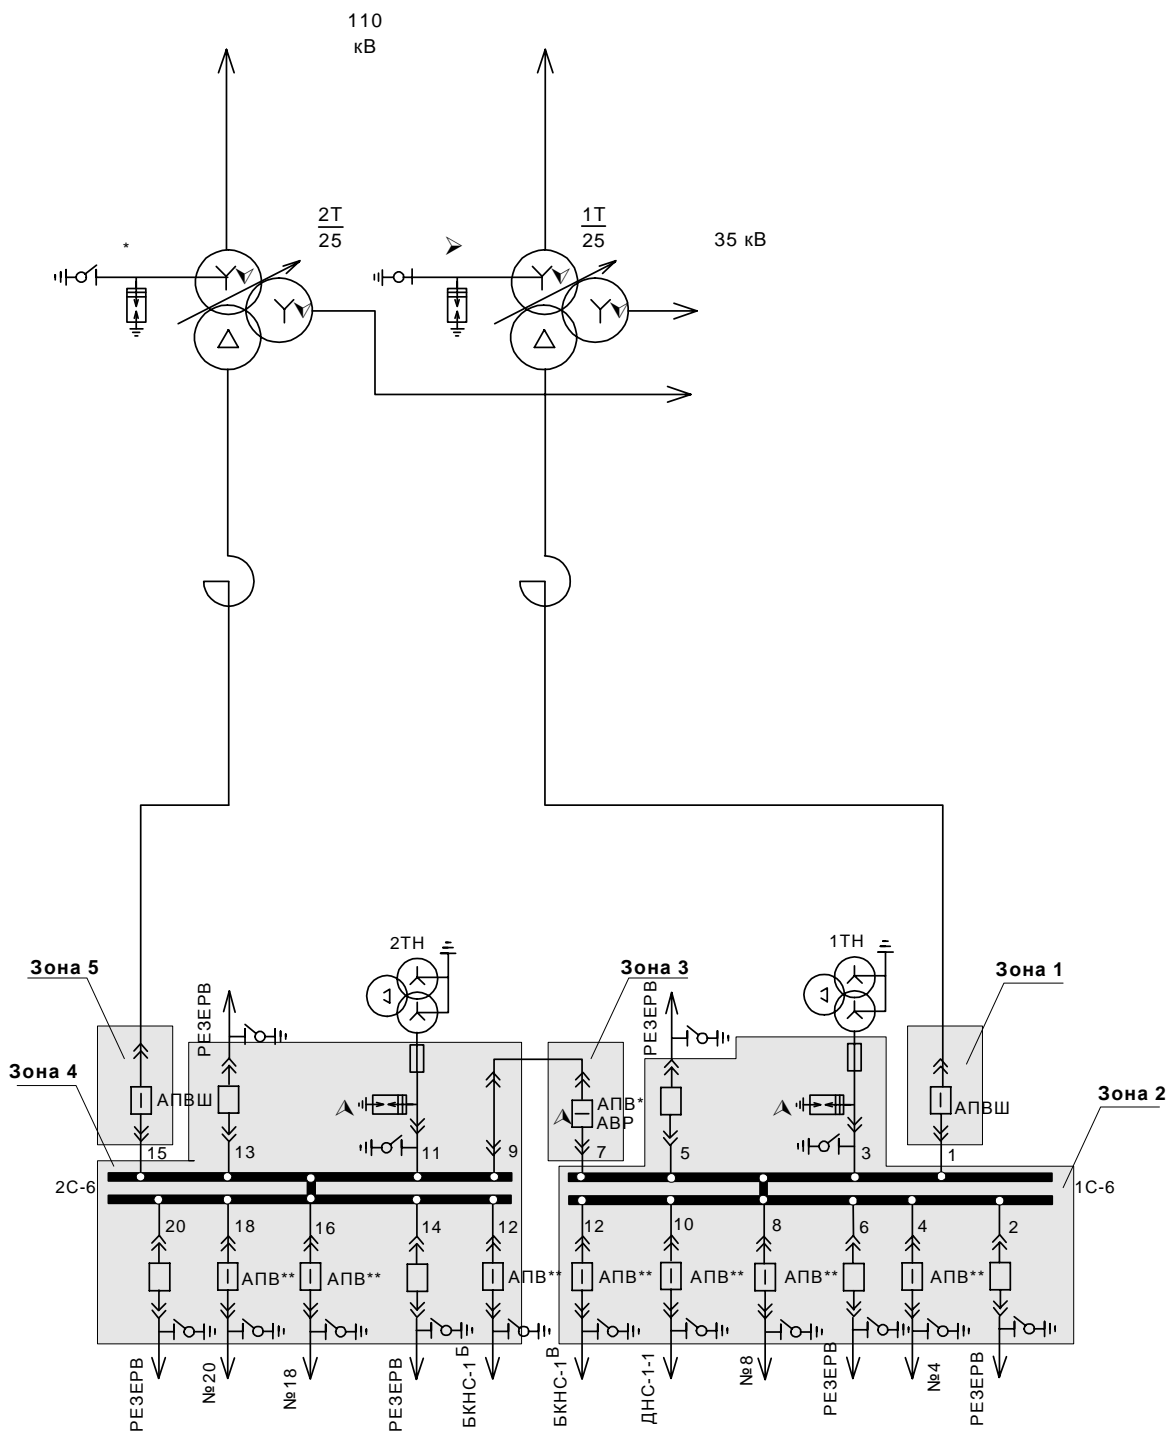 110
кВ
2Т
25
1Т
25
35 кВ
*
2ТН
1ТН
Зона 5
Зона 3
Зона 1
РЕЗЕРВ
РЕЗЕРВ
Зона 4
Зона 2
АПВШ
АПВ*
АВР
АПВШ
15
13
11
9
7
5
3
1
2С-6
1С-6
20
18
16
14
12
12
10
8
6
4
2
АПВ**
АПВ**
АПВ**
АПВ**
АПВ**
АПВ**
АПВ**
РЕЗЕРВ
№20
№18
РЕЗЕРВ
БКНС-1 Б
БКНС-1 В
ДНС-1-1
№8
РЕЗЕРВ
№4
РЕЗЕРВ